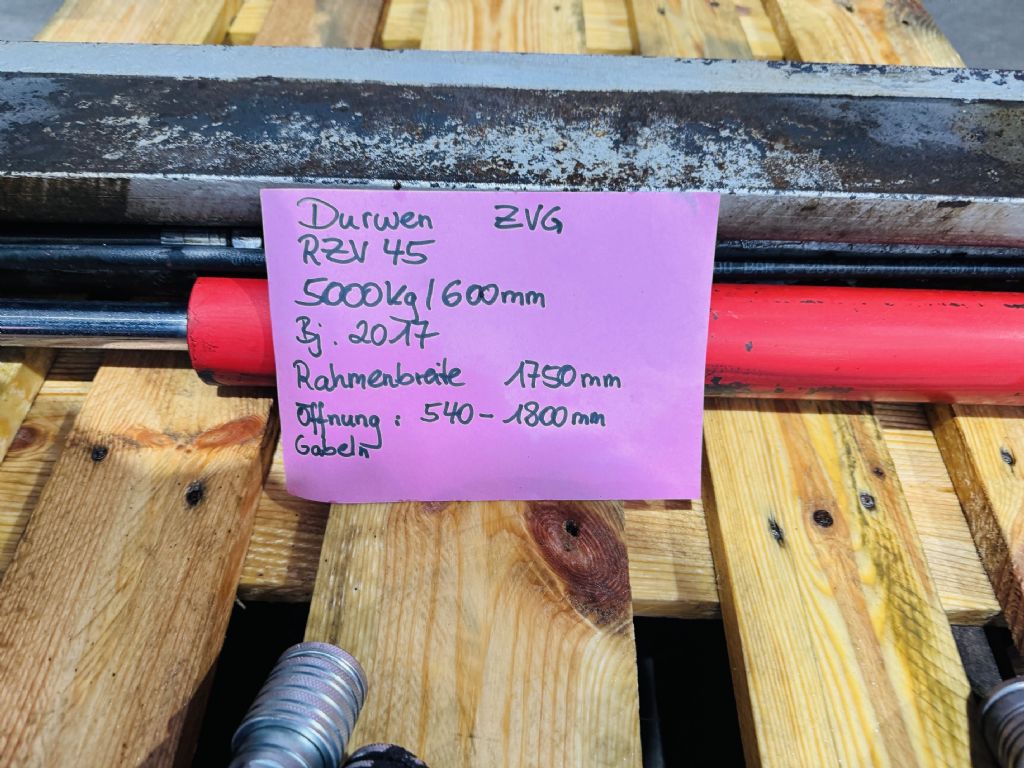 Durwen ZVG
RZV 45
5000kg/600mm
Bj. 2017
Rahmenbreite 1750mm
Öffnung: 540-1800mm
Gabeln